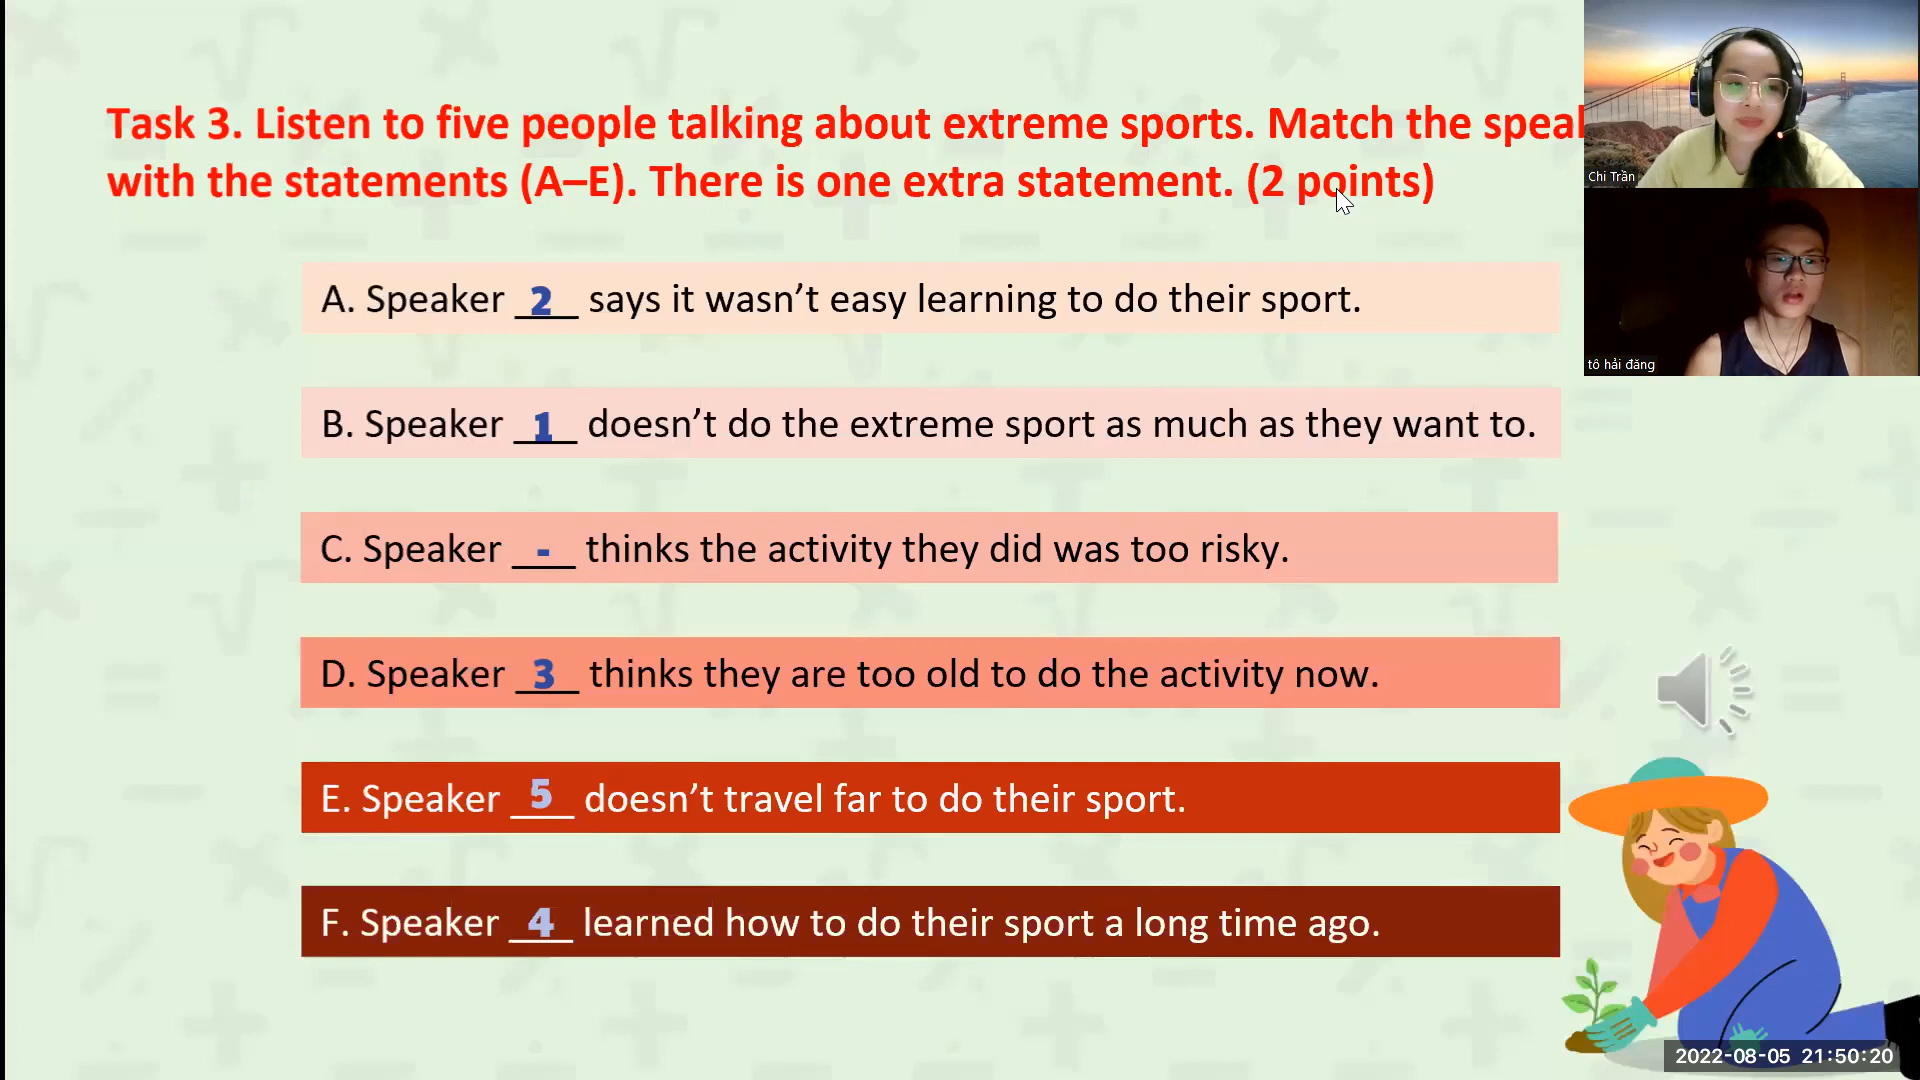 Task 3. Listen to five people talking about extreme sports. Match the
with the statements (A–E). There is one extra statement. (2 points)
A. Speaker 2 says it wasn’t easy learning to do their sport.
B. Speaker 1 doesn’t do the extreme sport as much as they want to.
C. Speaker - thinks the activity they did was too risky.
D. Speaker 3 thinks they are too old to do the activity now.
E. Speaker 5 doesn’t travel far to do their sport.
F. Speaker 4 learned how to do their sport a long time ago.
Chi Trần
tô hải đăng
2022-08-05 21:50:20